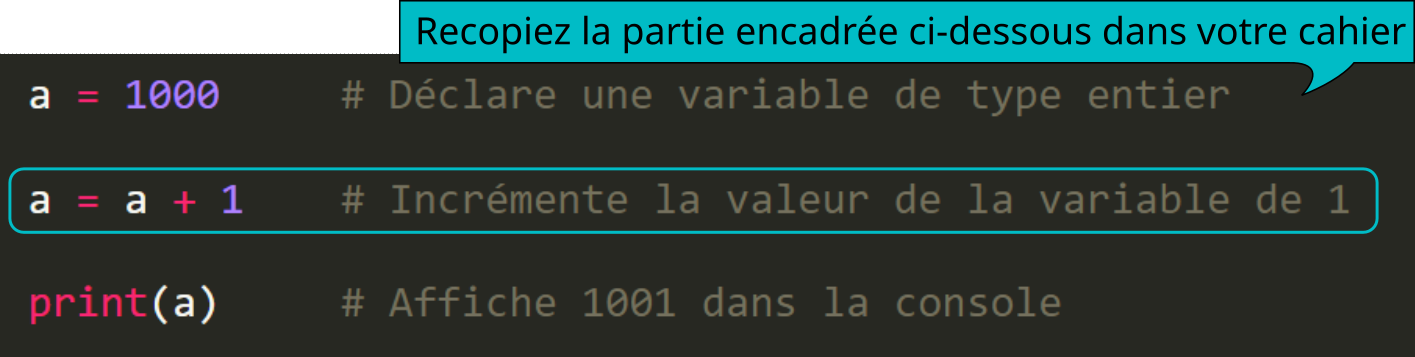 Recopiez la partie encadrée ci-dessous dans votre cahier
a = 1000 # Déclare une variable de type entier
a = a + 1 # Incrémente la valeur de la variable de 1
print(a) # Affiche 1001 dans la console